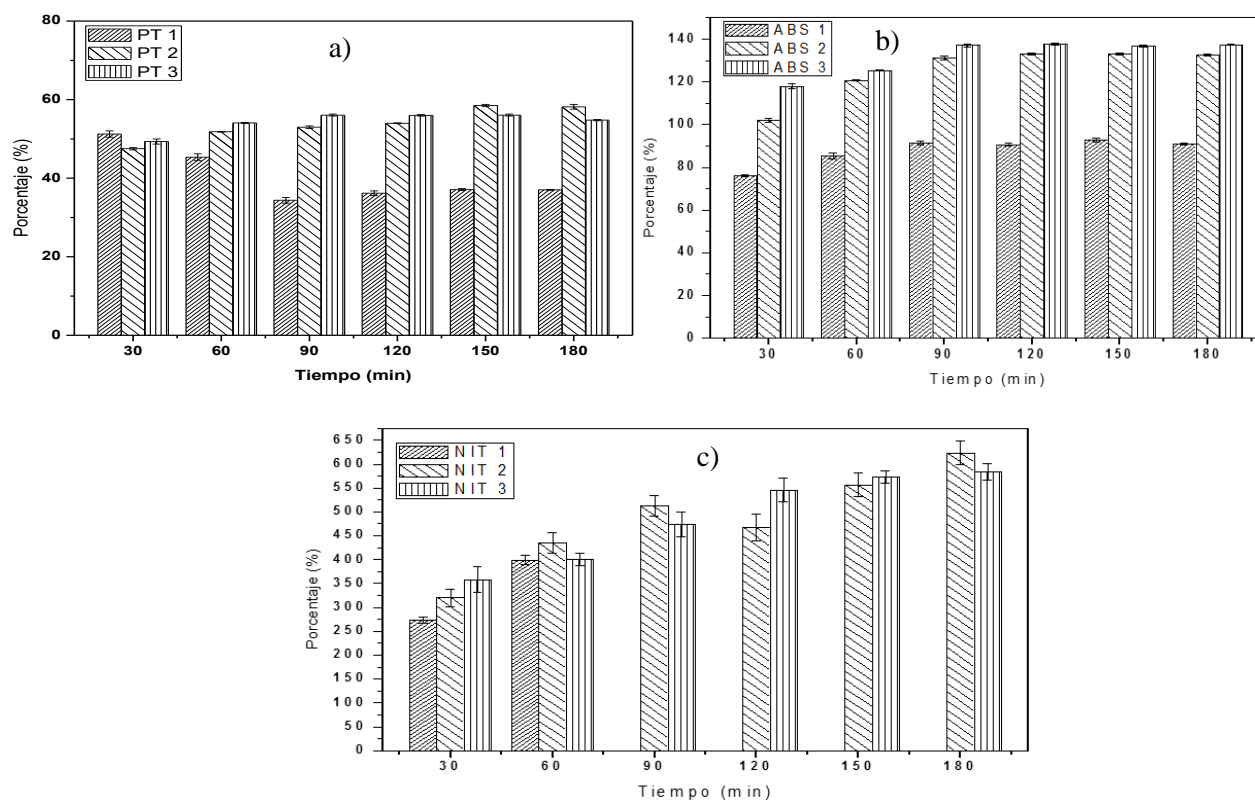 a)
PT 1
PT 2
PT 3
80
60
40
20
0
Porcentaje (%)
30 60 90 120 150 180
Tiempo (min)
b)
ABS 1
ABS 2
ABS 3
140
120
100
80
60
40
20
0
Porcentaje (%)
30 60 90 120 150 180
Tiempo (min)
c)
NIT 1
NIT 2
NIT 3
650
600
550
500
450
400
350
300
250
200
150
100
50
0
Porcentaje (%)
30 60 90 120 150 180
Tiempo (min)